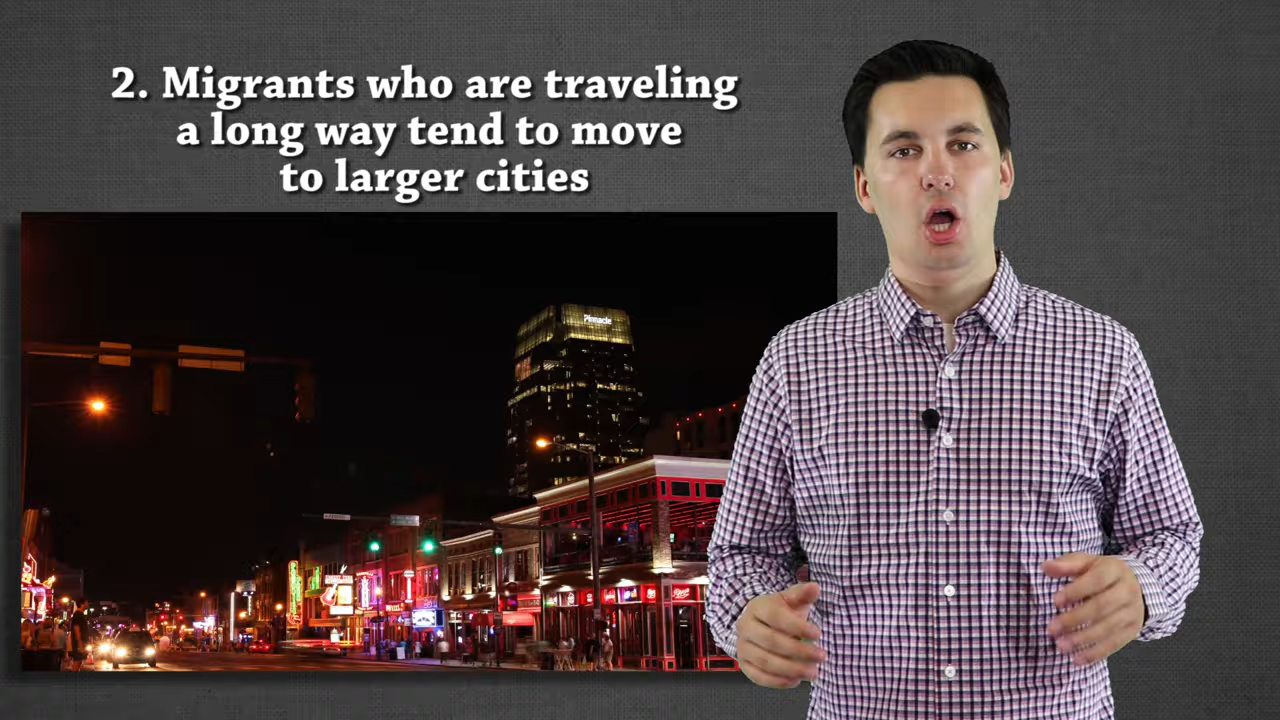 2. Migrants who are traveling
a long way tend to move
to larger cities
Pinnacle